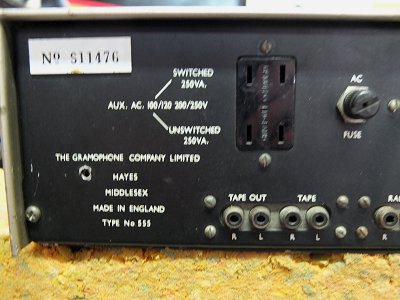 No 611476
SWITCHED
250VA.
AUX. AC. 100/120 200/250V
UNSWITCHED
250VA.
AC
FUSE
THE GRAMOPHONE COMPANY LIMITED
HAYES
MIDDLESEX
MADE IN ENGLAND
TYPE No 555
TAPE OUT
TAPE
R L R L R